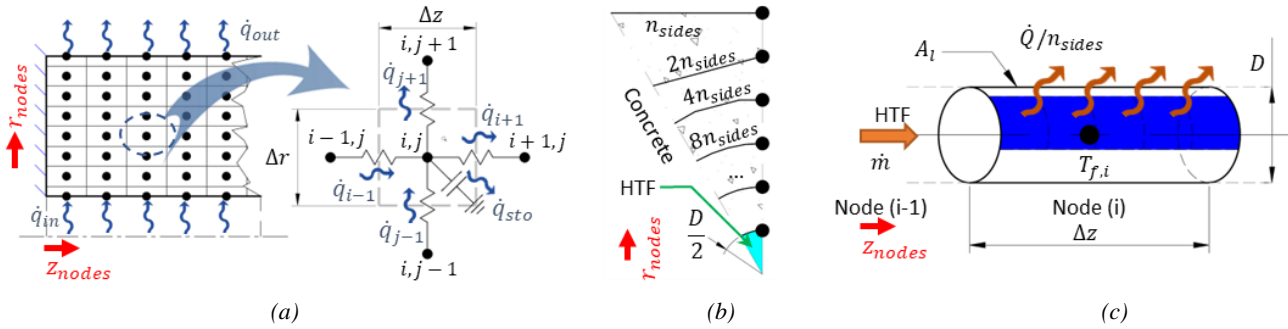 (a)
q̇_out
r_nodes
q̇_in
z_nodes
Δz
i, j + 1
q̇_{j+1}
q̇_{i+1}
i − 1, j
i, j
i + 1, j
Δr
q̇_{i−1}
q̇_sto
q̇_{j−1}
i, j − 1
(b)
n_sides
2n_sides
4n_sides
8n_sides
...
Concrete
HTF
D/2
r_nodes
(c)
A_l
Q̇/n_sides
D
HTF
ṁ
T_{f,i}
Node (i-1)
Node (i)
z_nodes
Δz